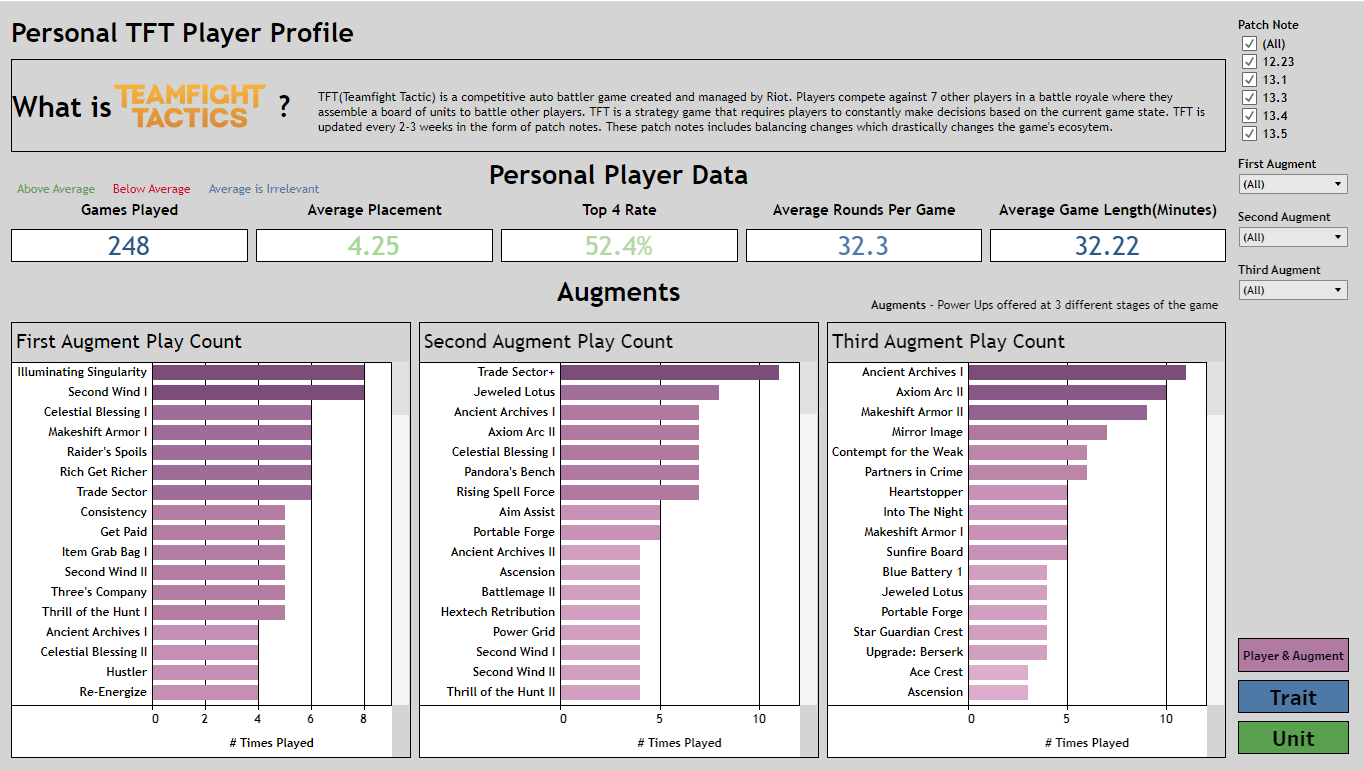 Personal TFT Player Profile
What is TEAMFIGHT TACTICS ?
TFT(Teamfight Tactic) is a competitive auto battler game created and managed by Riot. Players compete against 7 other players in a battle royale where they
assemble a board of units to battle other players. TFT is a strategy game that requires players to constantly make decisions based on the current game state. TFT is
updated every 2-3 weeks in the form of patch notes. These patch notes includes balancing changes which drastically changes the game's ecosytem.
Patch Note
(All)
12.23
13.1
13.3
13.4
13.5
First Augment
(All)
Second Augment
(All)
Third Augment
(All)
Personal Player Data
Above Average Below Average Average is Irrelevant
Games Played Average Placement Top 4 Rate Average Rounds Per Game Average Game Length(Minutes)
248 4.25 52.4% 32.3 32.22
Augments
Augments - Power Ups offered at 3 different stages of the game
First Augment Play Count
Illuminating Singularity
Second Wind I
Celestial Blessing I
Makeshift Armor I
Raider's Spoils
Rich Get Richer
Trade Sector
Consistency
Get Paid
Item Grab Bag I
Second Wind II
Three's Company
Thrill of the Hunt I
Ancient Archives I
Celestial Blessing II
Hustler
Re-Energize
0 2 4 6 8
# Times Played
Second Augment Play Count
Trade Sector+
Jeweled Lotus
Ancient Archives I
Axiom Arc II
Celestial Blessing I
Pandora's Bench
Rising Spell Force
Aim Assist
Portable Forge
Ancient Archives II
Ascension
Battlemage II
Hextech Retribution
Power Grid
Second Wind I
Second Wind II
Thrill of the Hunt II
0 5 10
# Times Played
Third Augment Play Count
Ancient Archives I
Axiom Arc II
Makeshift Armor II
Mirror Image
Contempt for the Weak
Partners in Crime
Heartstopper
Into The Night
Makeshift Armor I
Sunfire Board
Blue Battery 1
Jeweled Lotus
Portable Forge
Star Guardian Crest
Upgrade: Berserk
Ace Crest
Ascension
0 5 10
# Times Played
Player & Augment
Trait
Unit